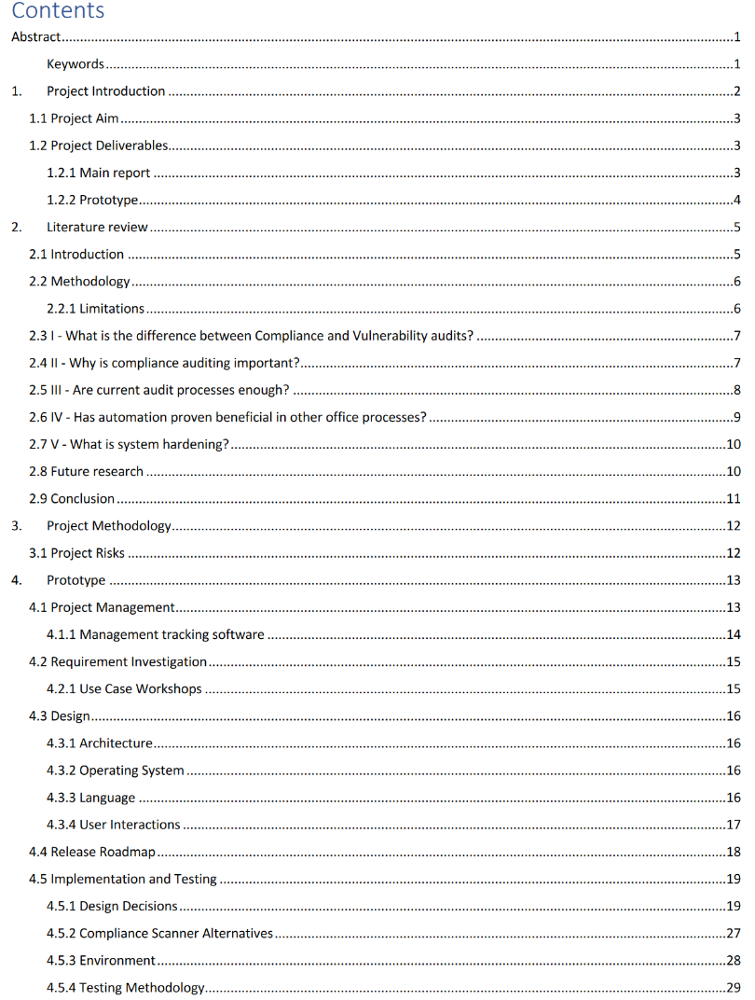 Contents
Abstract.....1
Keywords.....1
1. Project Introduction.....2
1.1 Project Aim.....3
1.2 Project Deliverables.....3
1.2.1 Main report.....3
1.2.2 Prototype.....4
2. Literature review.....5
2.1 Introduction.....5
2.2 Methodology.....6
2.2.1 Limitations.....6
2.3 I - What is the difference between Compliance and Vulnerability audits?.....7
2.4 II - Why is compliance auditing important?.....7
2.5 III - Are current audit processes enough?.....8
2.6 IV - Has automation proven beneficial in other office processes?.....9
2.7 V - What is system hardening?.....10
2.8 Future research.....10
2.9 Conclusion.....11
3. Project Methodology.....12
3.1 Project Risks.....12
4. Prototype.....13
4.1 Project Management.....13
4.1.1 Management tracking software.....14
4.2 Requirement Investigation.....15
4.2.1 Use Case Workshops.....15
4.3 Design.....16
4.3.1 Architecture.....16
4.3.2 Operating System.....16
4.3.3 Language.....16
4.3.4 User Interactions.....17
4.4 Release Roadmap.....18
4.5 Implementation and Testing.....19
4.5.1 Design Decisions.....19
4.5.2 Compliance Scanner Alternatives.....27
4.5.3 Environment.....28
4.5.4 Testing Methodology.....29